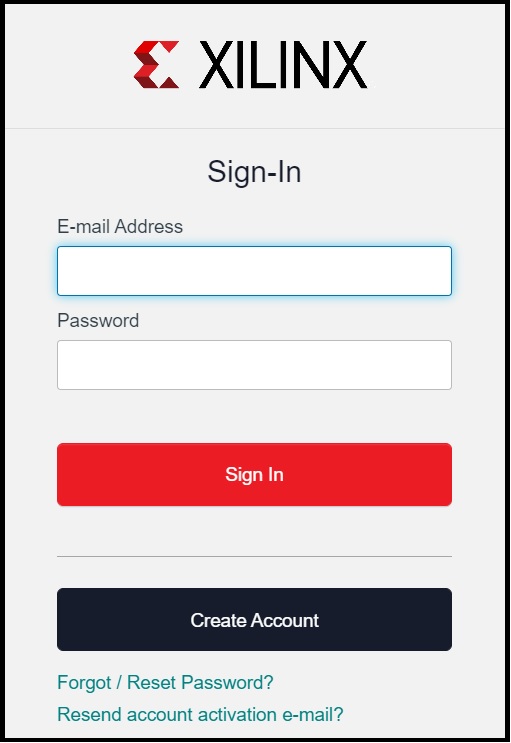 XILINX
Sign-In
E-mail Address
Password
Sign In
Create Account
Forgot / Reset Password?
Resend account activation e-mail?